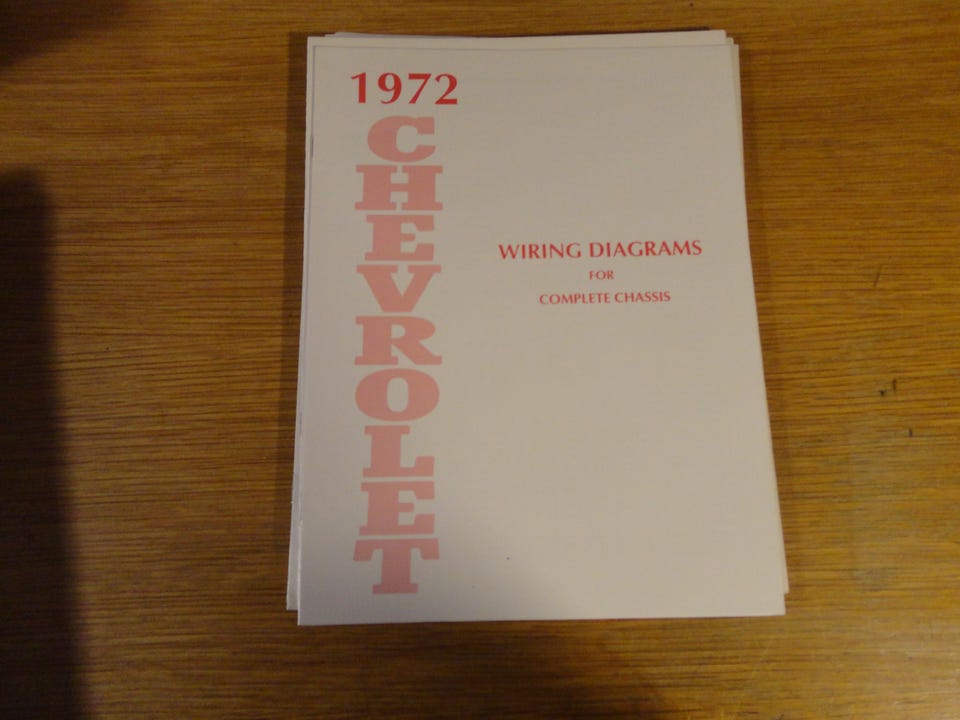 1972
CHEVROLET
WIRING DIAGRAMS
FOR
COMPLETE CHASSIS